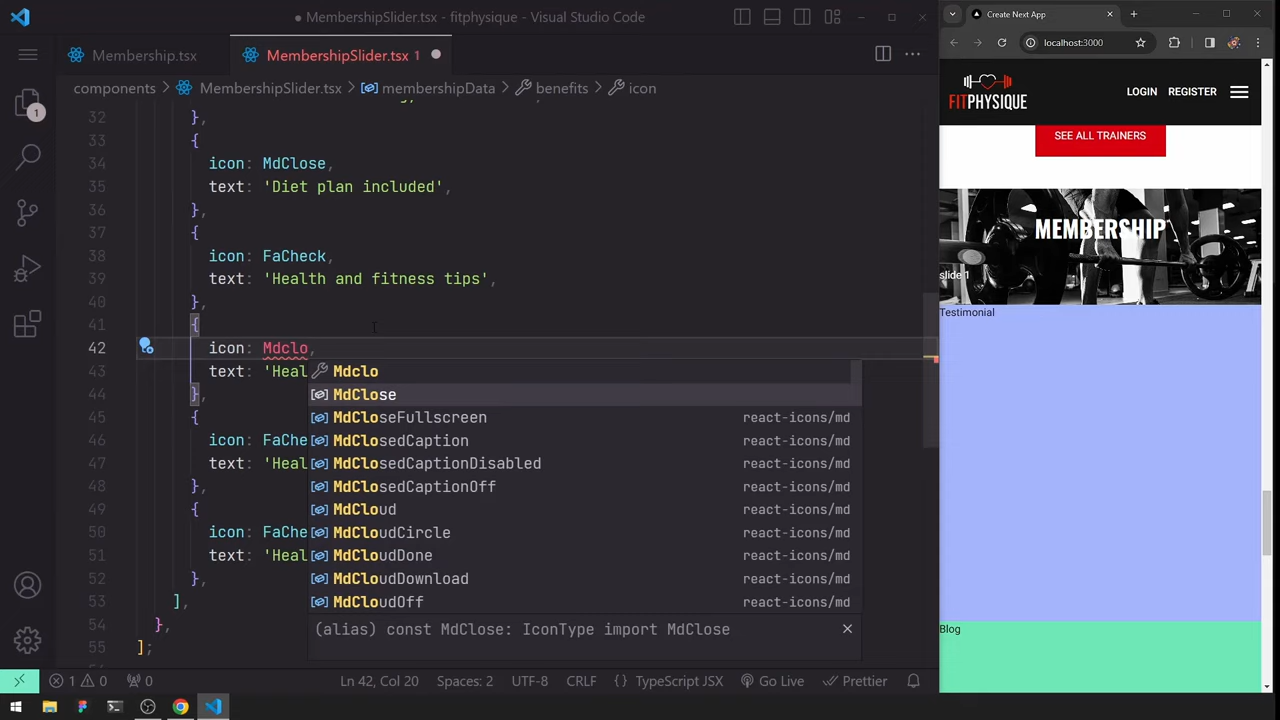 ● MembershipSlider.tsx - fitphysique - Visual Studio Code
Membership.tsx
MembershipSlider.tsx 1 ●
components > MembershipSlider.tsx > membershipData > benefits > icon
1
32 },
33 {
34 icon: MdClose,
35 text: 'Diet plan included',
36 },
37 {
38 icon: FaCheck,
39 text: 'Health and fitness tips',
40 },
41 {
42 icon: Mdclo,
43 text: 'Heal
44 },
45 {
46 icon: FaChe
47 text: 'Heal
48 },
49 {
50 icon: FaChe
51 text: 'Heal
52 },
53 ],
54 },
55 ];
Mdclo
MdClose
MdCloseFullscreen react-icons/md
MdClosedCaption react-icons/md
MdClosedCaptionDisabled react-icons/md
MdClosedCaptionOff react-icons/md
MdCloud react-icons/md
MdCloudCircle react-icons/md
MdCloudDone react-icons/md
MdCloudDownload react-icons/md
MdCloudOff react-icons/md
(alias) const MdClose: IconType import MdClose
1 0 0 Ln 42, Col 20 Spaces: 2 UTF-8 CRLF {} TypeScript JSX Go Live Prettier
Create Next App
localhost:3000
FITPHYSIQUE
LOGIN REGISTER
SEE ALL TRAINERS
MEMBERSHIP
slide 1
Testimonial
Blog